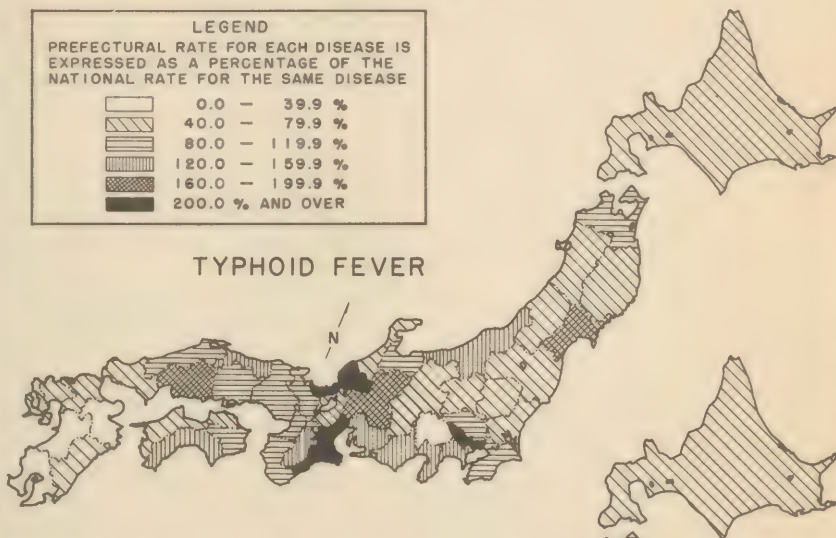 LEGEND
PREFECTURAL RATE FOR EACH DISEASE IS
EXPRESSED AS A PERCENTAGE OF THE
NATIONAL RATE FOR THE SAME DISEASE
0.0 – 39.9 %
40.0 – 79.9 %
80.0 – 119.9 %
120.0 – 159.9 %
160.0 – 199.9 %
200.0 % AND OVER
TYPHOID FEVER
N